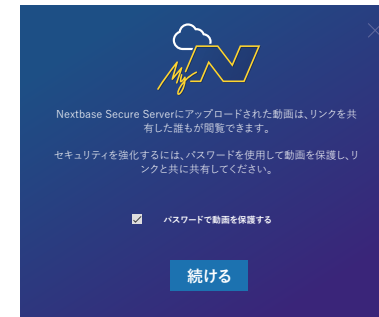 My N
Nextbase Secure Serverにアップロードされた動画は、リンクを共
有した誰もが閲覧できます。
セキュリティを強化するには、パスワードを使用して動画を保護し、リ
ンクと共に共有してください。
パスワードで動画を保護する
続ける